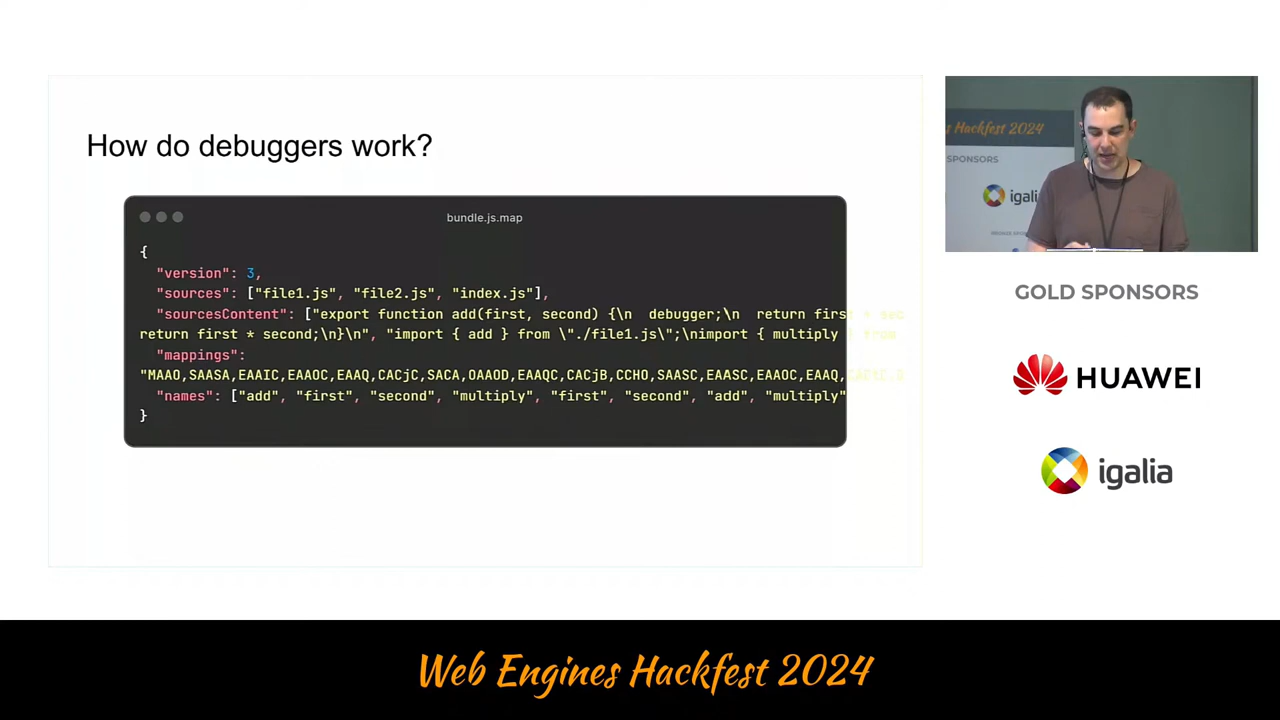 How do debuggers work?
bundle.js.map
{
"version": 3,
"sources": ["file1.js", "file2.js", "index.js"],
"sourcesContent": ["export function add(first, second) {\n  debugger;\n  return first * sec
return first * second;\n}\n", "import { add } from \"./file1.js\";\nimport { multiply } from
"mappings":
"MAAO,SAASA,EAAIC,EAAOC,EAAQ,CACjC,SACA,OAAOD,EAAQC,CACjB,CCHO,SAASC,EAASC,EAAOC,EAAQ,
"names": ["add", "first", "second", "multiply", "first", "second", "add", "multiply"
}
s Hackfest 2024
SPONSORS
igalia
GOLD SPONSORS
HUAWEI
igalia
Web Engines Hackfest 2024